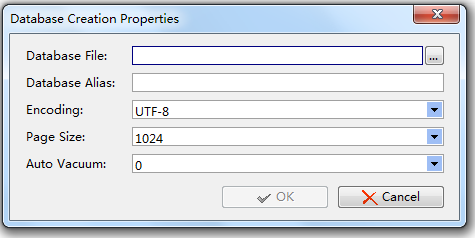 Database Creation Properties
Database File: ...
Database Alias:
Encoding: UTF-8
Page Size: 1024
Auto Vacuum: 0
OK Cancel